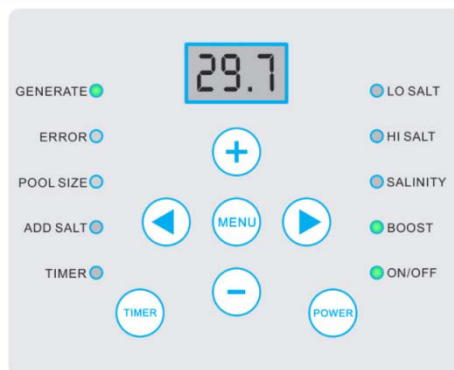 29.7
GENERATE
LO SALT
ERROR
HI SALT
POOL SIZE
SALINITY
ADD SALT
MENU
BOOST
TIMER
ON/OFF
TIMER
POWER